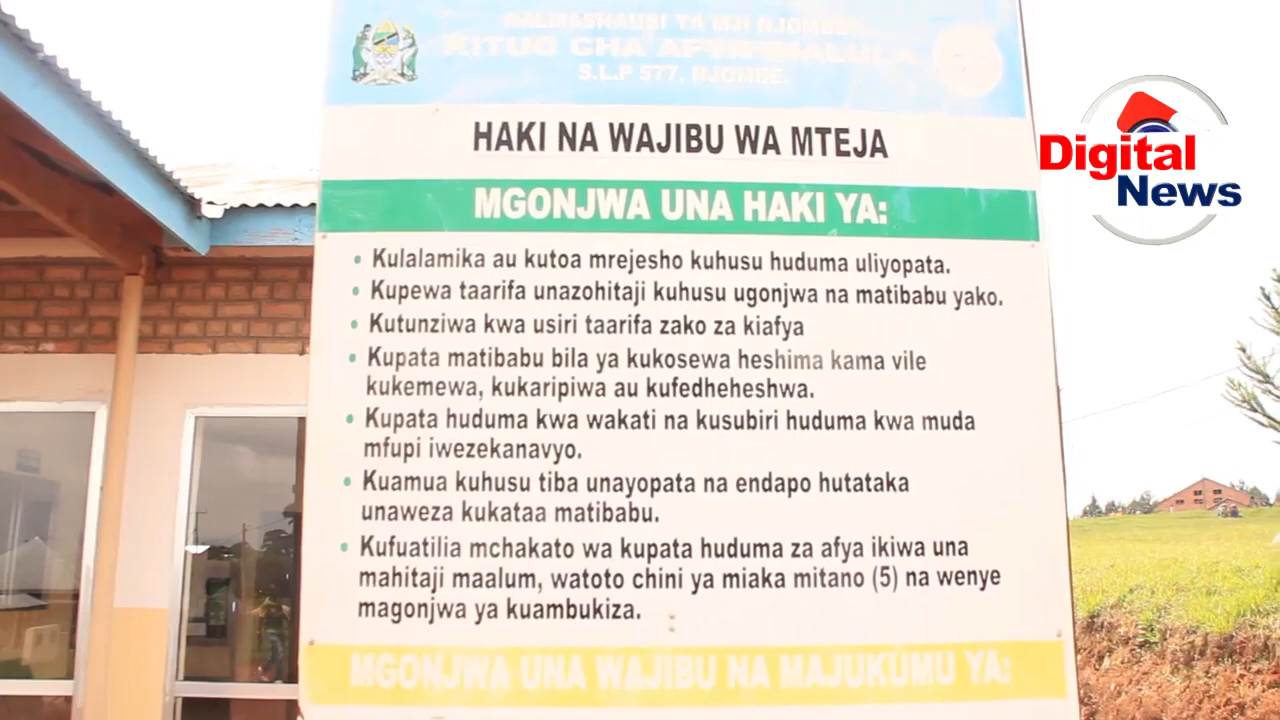 HALMASHAURI YA MJI NJOMBE
KITUO CHA AFYA
S.L.P 577, NJOMBE.
HAKI NA WAJIBU WA MTEJA
MGONJWA UNA HAKI YA:
• Kulalamika au kutoa mrejesho kuhusu huduma uliyopata.
• Kupewa taarifa unazohitaji kuhusu ugonjwa na matibabu yako.
• Kutunziwa kwa usiri taarifa zako za kiafya
• Kupata matibabu bila ya kukosewa heshima kama vile
kukemewa, kukaripiwa au kufedheheshwa.
• Kupata huduma kwa wakati na kusubiri huduma kwa muda
mfupi iwezekanavyo.
• Kuamua kuhusu tiba unayopata na endapo hutataka
unaweza kukataa matibabu.
• Kufuatilia mchakato wa kupata huduma za afya ikiwa una
mahitaji maalum, watoto chini ya miaka mitano (5) na wenye
magonjwa ya kuambukiza.
MGONJWA UNA WAJIBU NA MAJUKUMU YA:
Digital
News